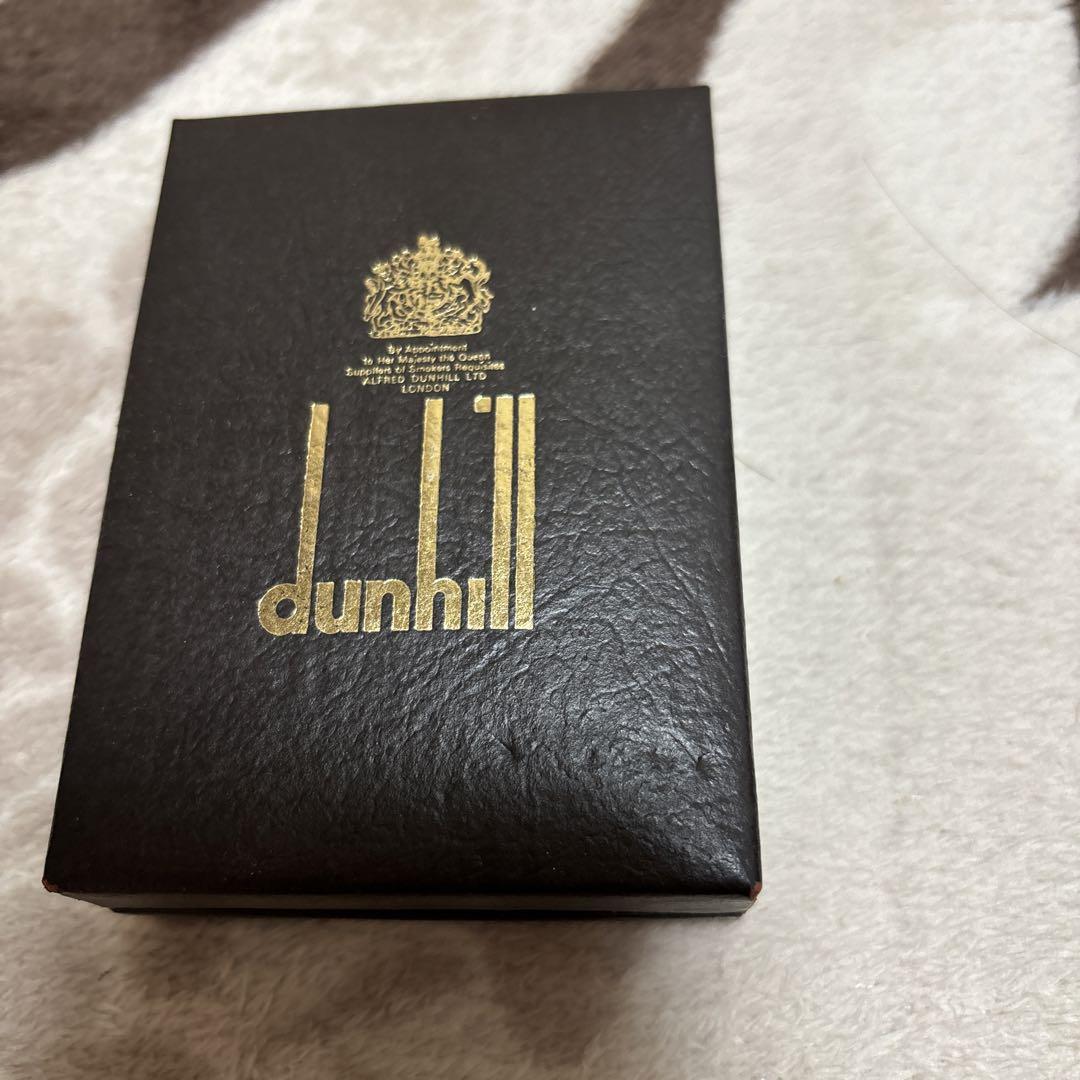 By Appointment
to Her Majesty the Queen
Suppliers of Smokers Requisites
ALFRED DUNHILL LTD
LONDON
dunhill